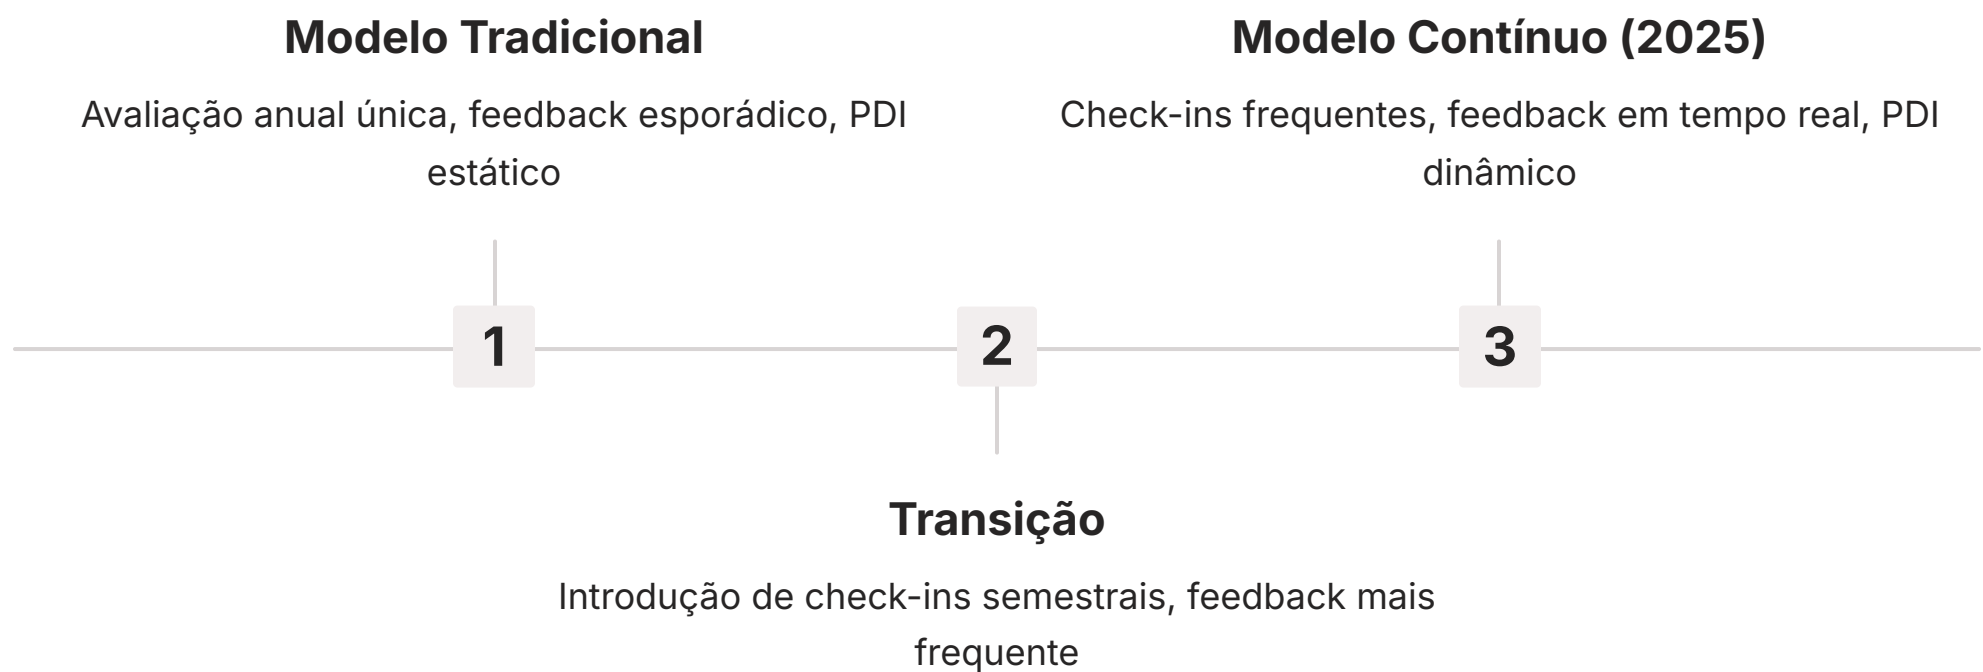 Modelo Tradicional
Avaliação anual única, feedback esporádico, PDI
estático
Modelo Contínuo (2025)
Check-ins frequentes, feedback em tempo real, PDI
dinâmico
1
2
3
Transição
Introdução de check-ins semestrais, feedback mais
frequente